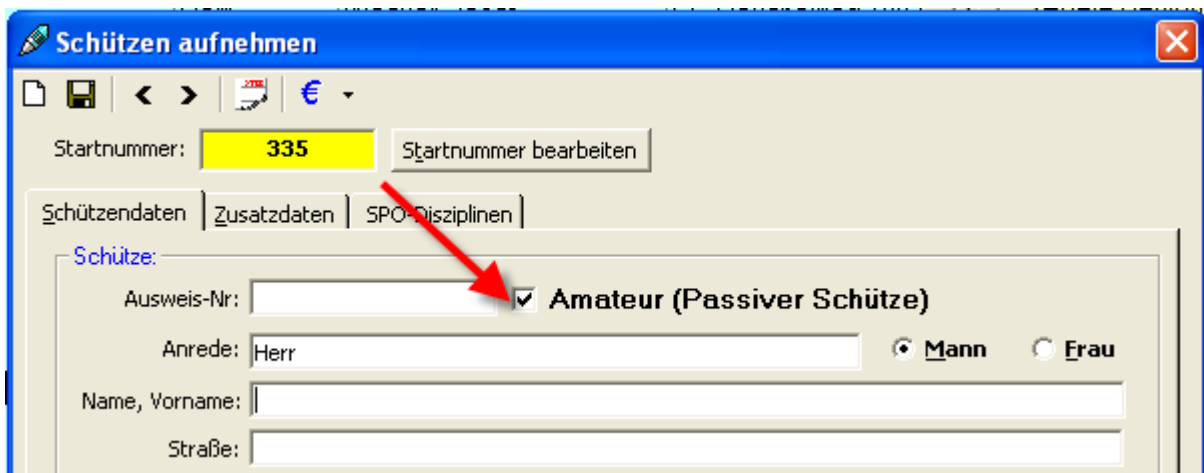 Schützen aufnehmen
€
Startnummer: 335 Startnummer bearbeiten
Schützendaten Zusatzdaten SPO-Disziplinen
Schütze:
Ausweis-Nr: Amateur (Passiver Schütze)
Anrede: Herr Mann Frau
Name, Vorname:
Straße: